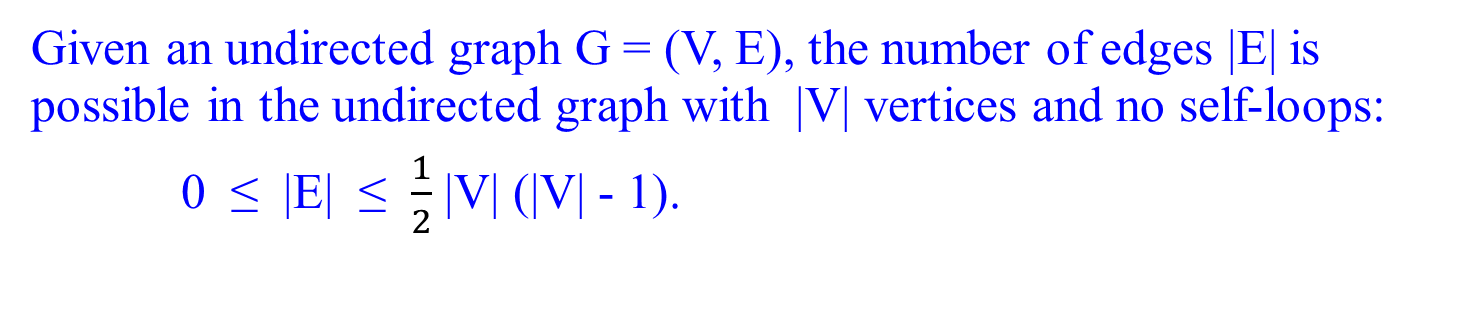 Given an undirected graph G = (V, E), the number of edges |E| is
possible in the undirected graph with |V| vertices and no self-loops:
0 ≤ |E| ≤ 1/2 |V| (|V| - 1).